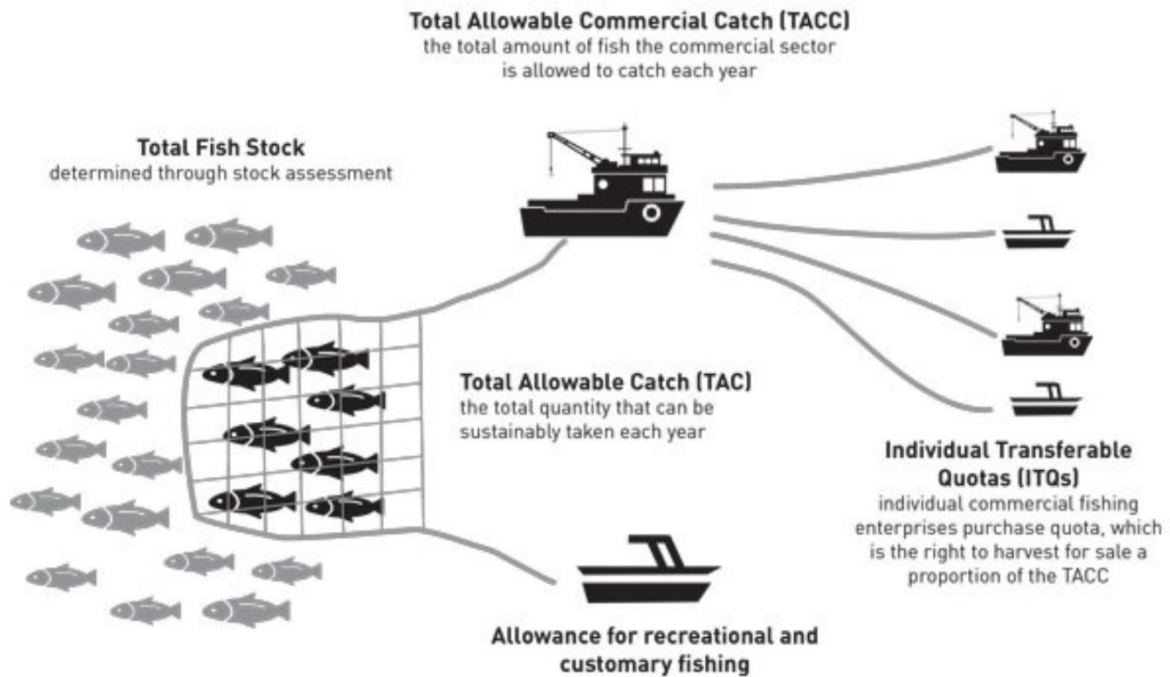 Total Allowable Commercial Catch (TACC)
the total amount of fish the commercial sector
is allowed to catch each year
Total Fish Stock
determined through stock assessment
Total Allowable Catch (TAC)
the total quantity that can be
sustainably taken each year
Individual Transferable
Quotas (ITQs)
individual commercial fishing
enterprises purchase quota, which
is the right to harvest for sale a
proportion of the TACC
Allowance for recreational and
customary fishing